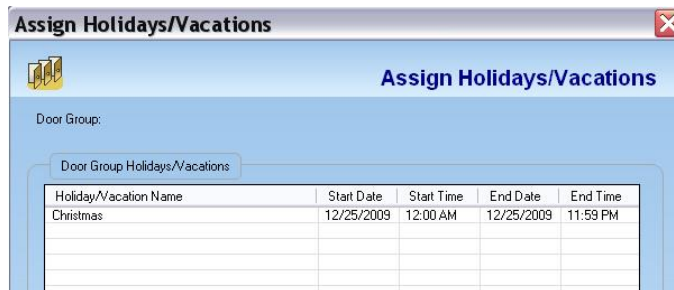 Assign Holidays/Vacations
Assign Holidays/Vacations
Door Group:
Door Group Holidays/Vacations
Holiday/Vacation Name Start Date Start Time End Date End Time
Christmas 12/25/2009 12:00 AM 12/25/2009 11:59 PM